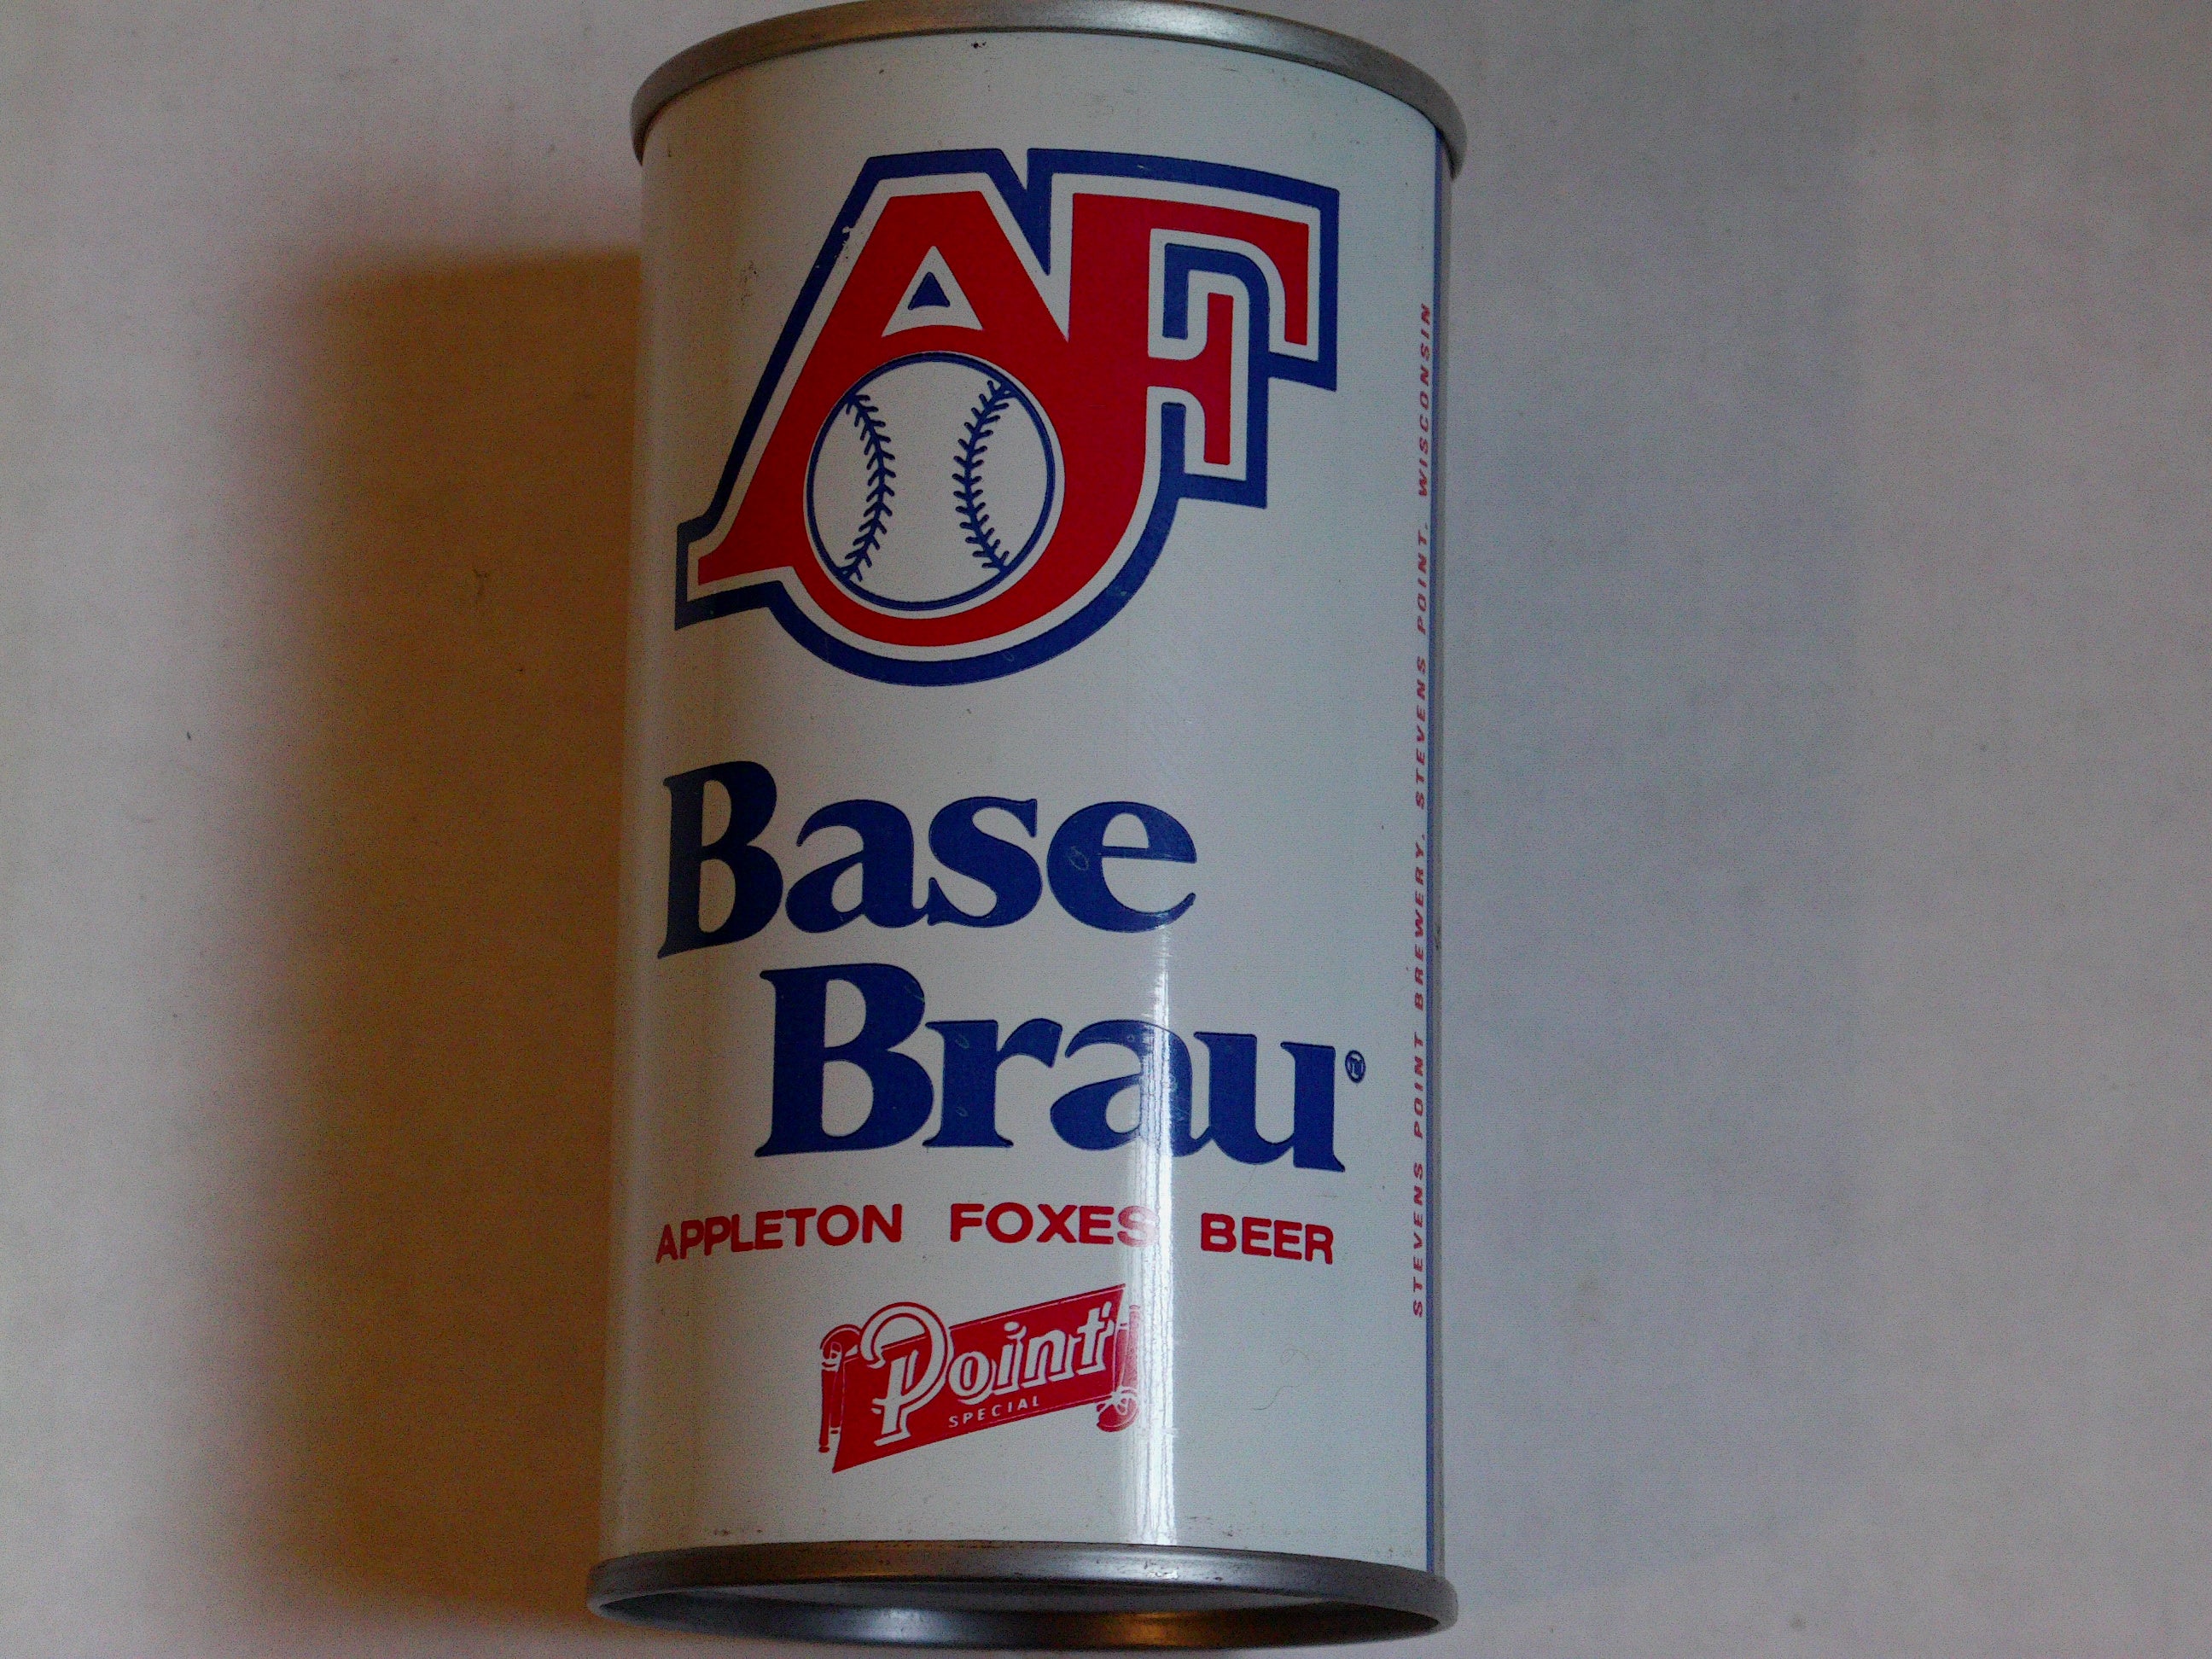 AF
Base
Brau
APPLETON FOXES BEER
Point
SPECIAL
STEVENS POINT BREWERY, STEVENS POINT, WISCONSIN